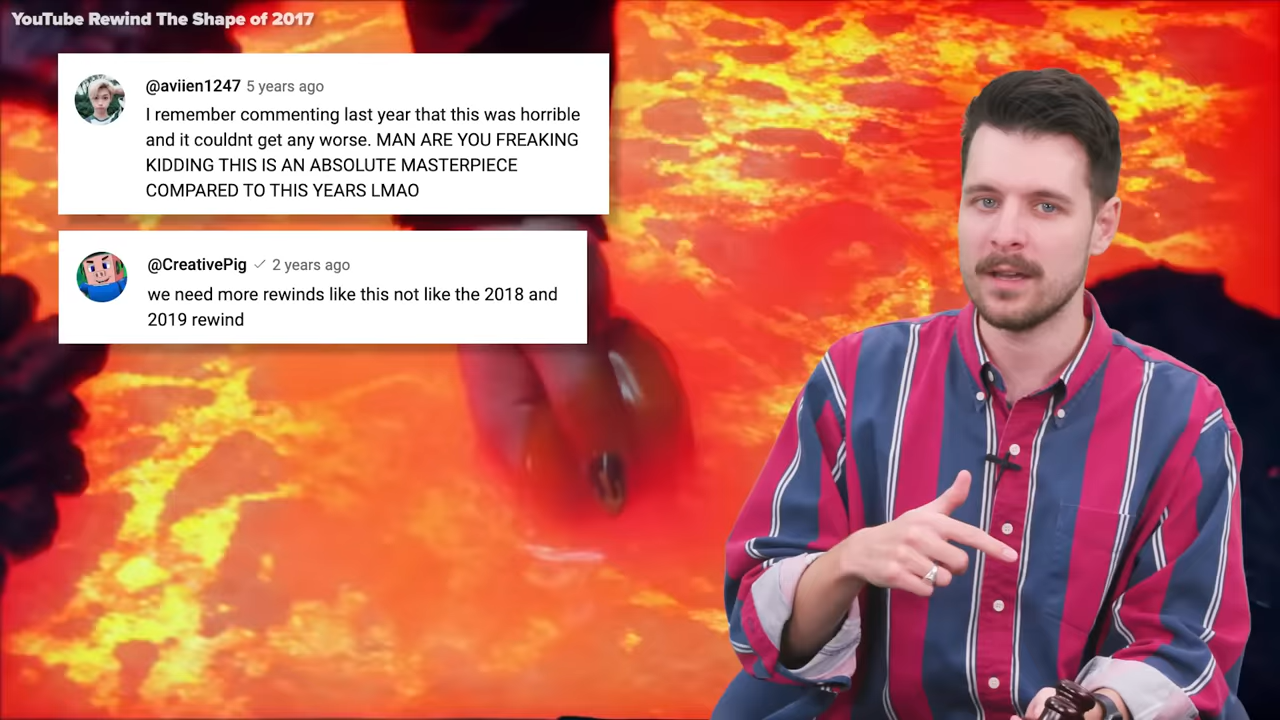 YouTube Rewind The Shape of 2017
@aviien1247 5 years ago
I remember commenting last year that this was horrible
and it couldnt get any worse. MAN ARE YOU FREAKING
KIDDING THIS IS AN ABSOLUTE MASTERPIECE
COMPARED TO THIS YEARS LMAO
@CreativePig ✓ 2 years ago
we need more rewinds like this not like the 2018 and
2019 rewind